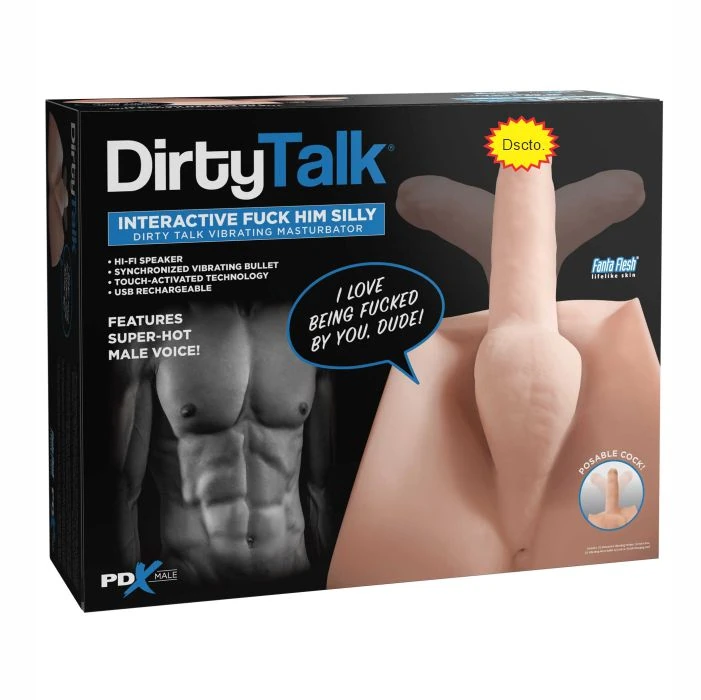 DirtyTalk®
INTERACTIVE FUCK HIM SILLY
DIRTY TALK VIBRATING MASTURBATOR
• HI-FI SPEAKER
• SYNCHRONIZED VIBRATING BULLET
• TOUCH-ACTIVATED TECHNOLOGY
• USB RECHARGEABLE
FEATURES
SUPER-HOT
MALE VOICE!
I LOVE
BEING FUCKED
BY YOU, DUDE!
Dscto.
Fanta Flesh®
lifelike skin
POSABLE COCK!
PDX MALE
DirtyTalk
PDX